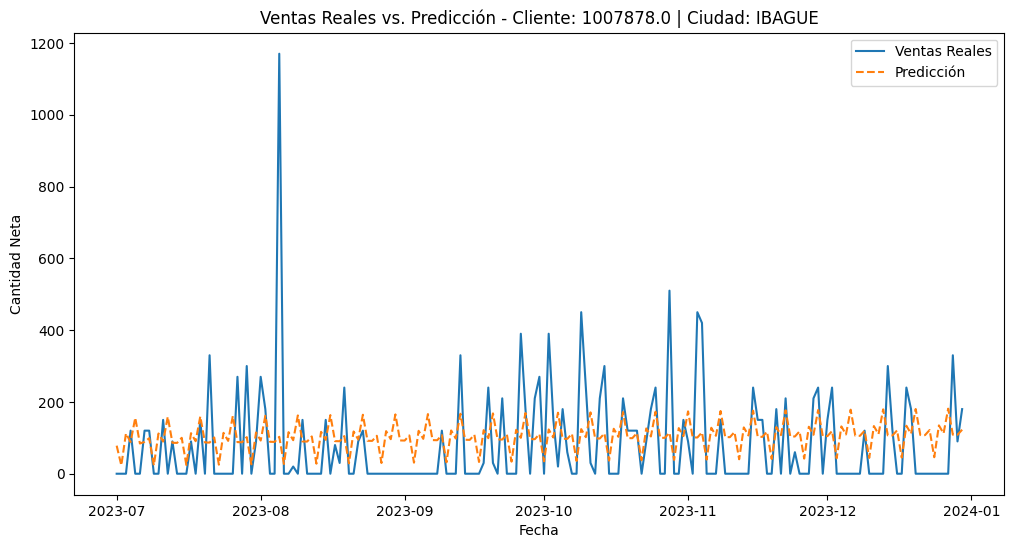 Ventas Reales vs. Predicción - Cliente: 1007878.0 | Ciudad: IBAGUE
Ventas Reales
Predicción
Cantidad Neta
1200
1000
800
600
400
200
0
2023-07
2023-08
2023-09
2023-10
2023-11
2023-12
2024-01
Fecha